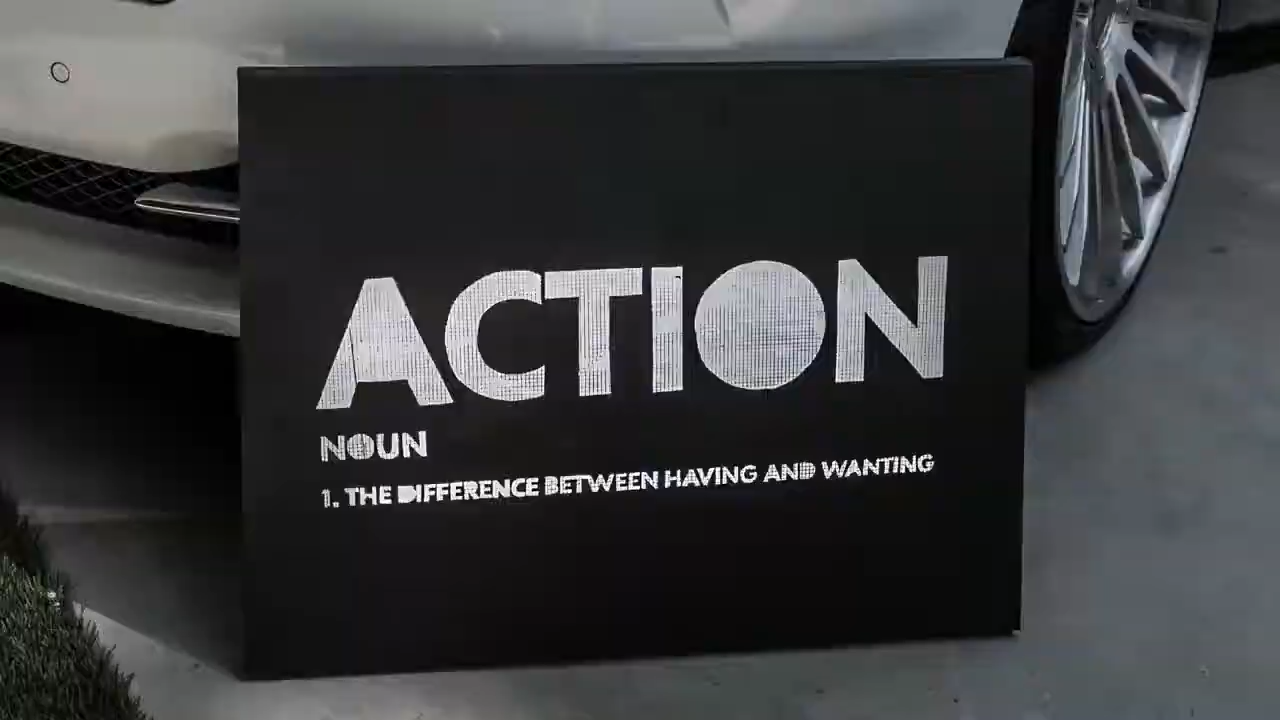 ACTION
NOUN
1. THE DIFFERENCE BETWEEN HAVING AND WANTING